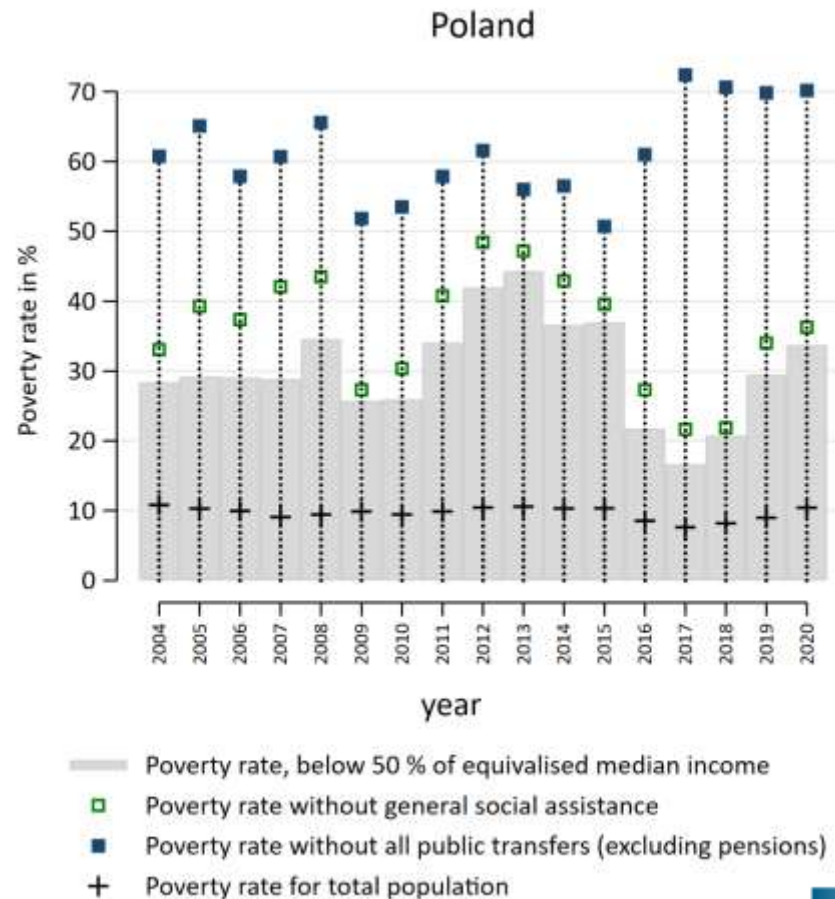 Poland
70
60
50
40
30
20
10
0
Poverty rate in %
2004 2005 2006 2007 2008 2009 2010 2011 2012 2013 2014 2015 2016 2017 2018 2019 2020
year
Poverty rate, below 50 % of equivalised median income
Poverty rate without general social assistance
Poverty rate without all public transfers (excluding pensions)
Poverty rate for total population